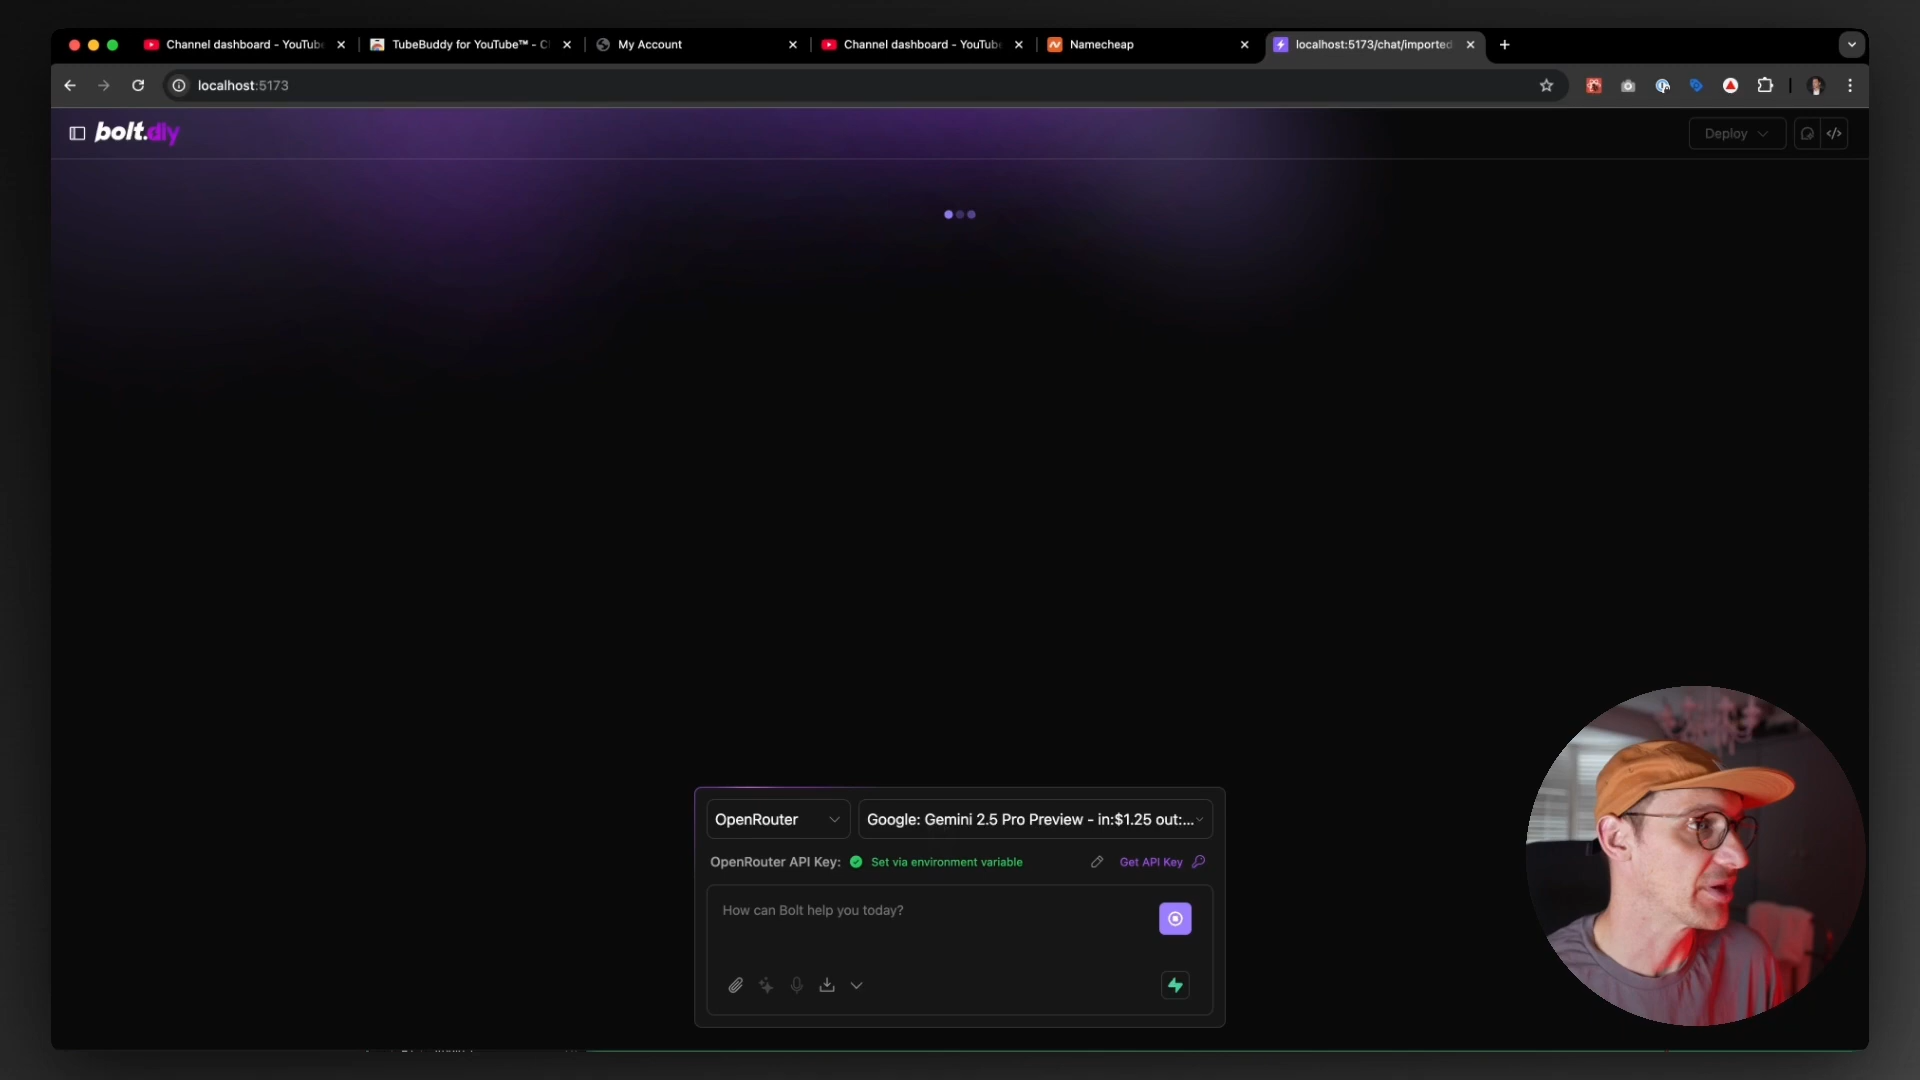 Channel dashboard - YouTube
TubeBuddy for YouTube™ - C
My Account
Channel dashboard - YouTube
Namecheap
localhost:5173/chat/imported
localhost:5173
bolt.diy
Deploy
</>
OpenRouter
Google: Gemini 2.5 Pro Preview - in:$1.25 out:...
OpenRouter API Key:
Set via environment variable
Get API Key
How can Bolt help you today?